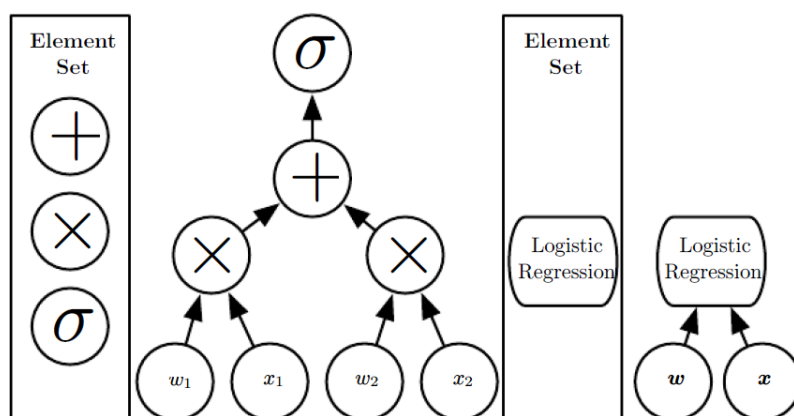 Element
Set
+
×
σ
σ
+
×
×
w₁
x₁
w₂
x₂
Element
Set
Logistic
Regression
Logistic
Regression
w
x